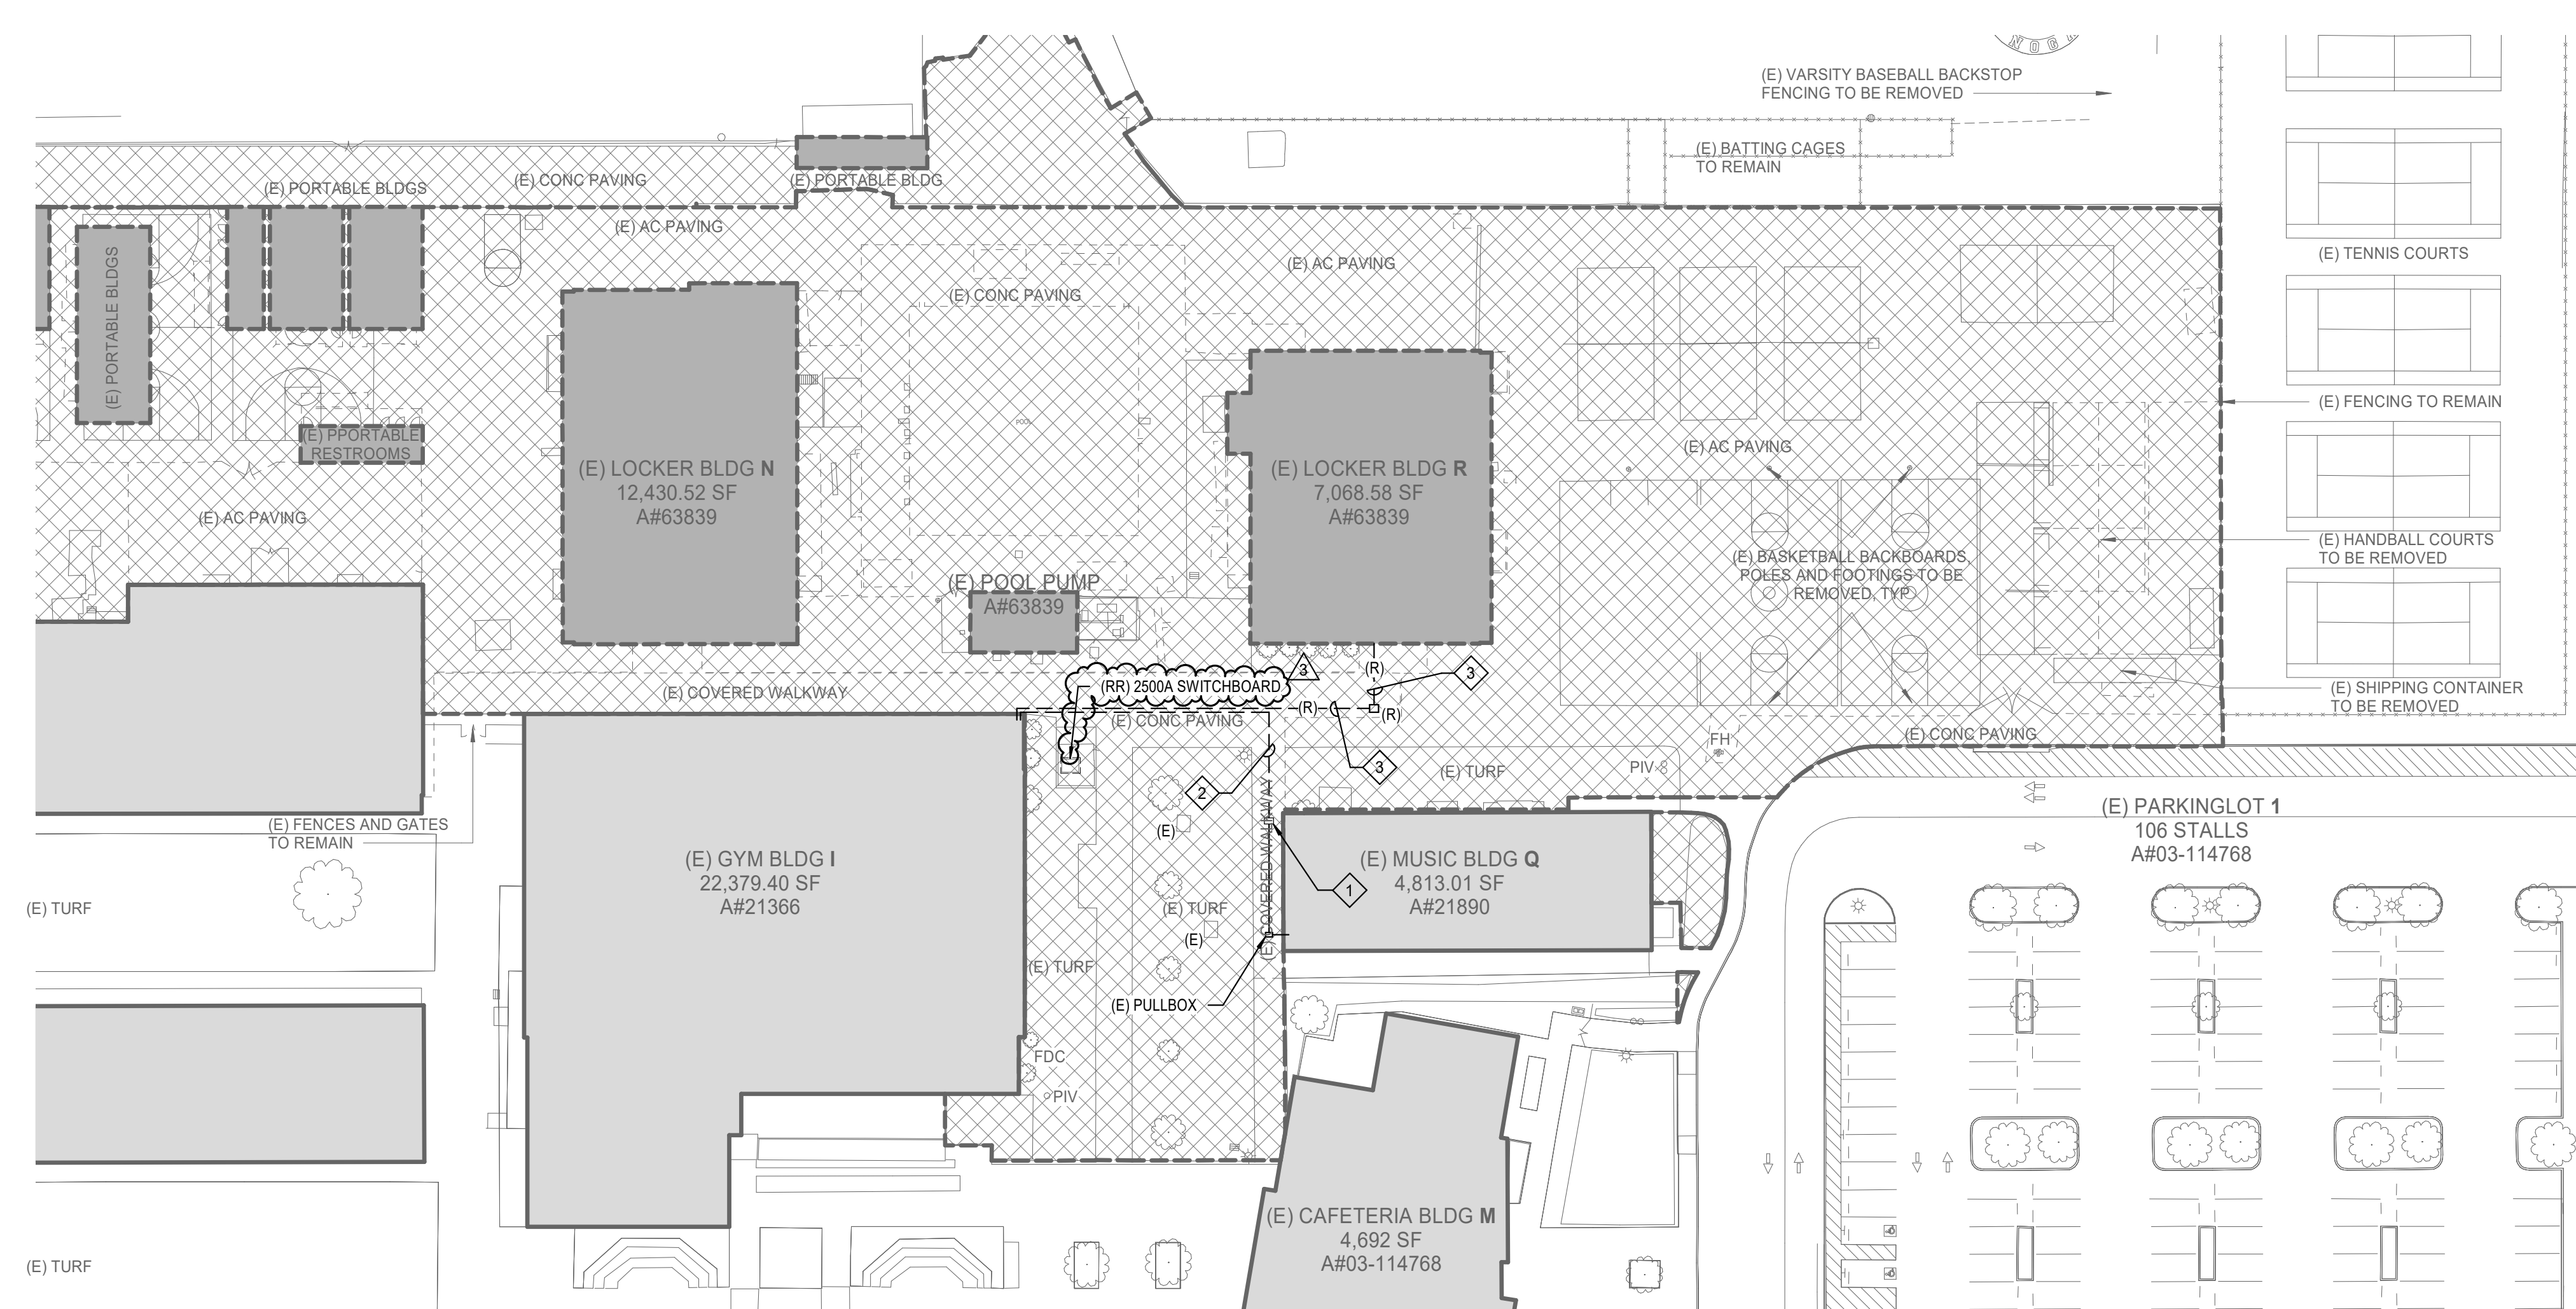 (E) VARSITY BASEBALL BACKSTOP
FENCING TO BE REMOVED
(E) BATTING CAGES
TO REMAIN
(E) PORTABLE BLDGS
(E) CONC PAVING
(E) PORTABLE BLDG
(E) AC PAVING
(E) AC PAVING
(E) CONC PAVING
(E) TENNIS COURTS
(E) PORTABLE BLDGS
(E) FENCING TO REMAIN
POOL
(E) PPORTABLE
RESTROOMS
(E) AC PAVING
(E) LOCKER BLDG N
12,430.52 SF
A#63839
(E) LOCKER BLDG R
7,068.58 SF
A#63839
(E) AC PAVING
(E) HANDBALL COURTS
TO BE REMOVED
(E) BASKETBALL BACKBOARDS,
POLES AND FOOTINGS TO BE
REMOVED, TYP
(E) POOL PUMP
A#63839
(R)
3
3
(RR) 2500A SWITCHBOARD
(E) COVERED WALKWAY
(E) SHIPPING CONTAINER
TO BE REMOVED
(R)
(R)
(E) CONC PAVING
FH
(E) CONC PAVING
3
(E) TURF
PIV
2
(E) PARKINGLOT 1
106 STALLS
A#03-114768
(E) FENCES AND GATES
TO REMAIN
(E)
(E) COVERED WALKWAY
(E) GYM BLDG I
22,379.40 SF
A#21366
(E) MUSIC BLDG Q
4,813.01 SF
A#21890
1
(E) TURF
(E) TURF
(E)
(E) TURF
(E) PULLBOX
FDC
PIV
(E) CAFETERIA BLDG M
4,692 SF
A#03-114768
(E) TURF